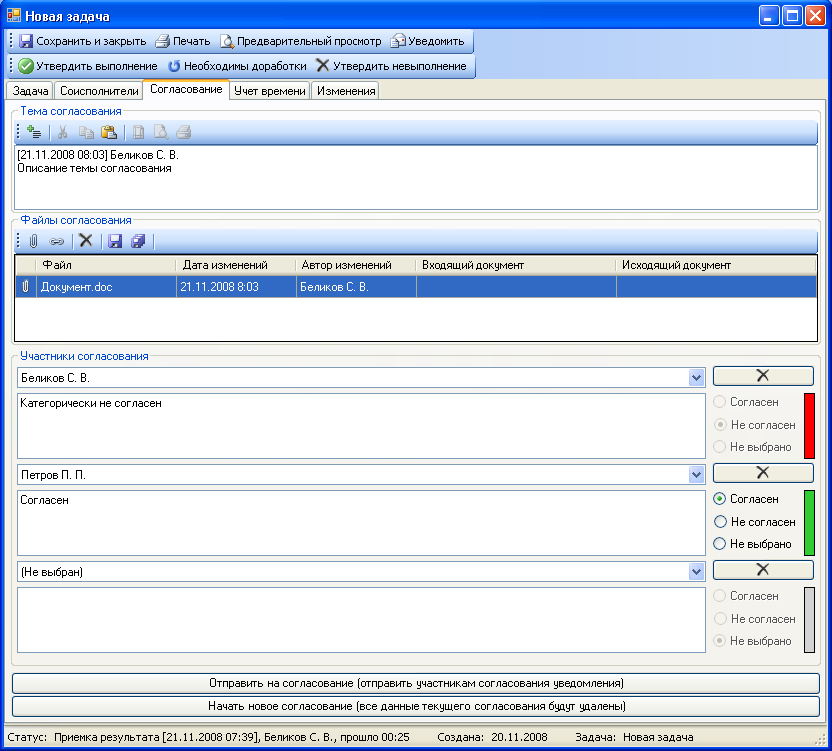 Новая задача
Сохранить и закрыть Печать Предварительный просмотр Уведомить
Утвердить выполнение Необходимы доработки Утвердить невыполнение
Задача Соисполнители Согласование Учет времени Изменения
Тема согласования
[21.11.2008 08:03] Беликов С. В.
Описание темы согласования
Файлы согласования
Файл Дата изменений Автор изменений Входящий документ Исходящий документ
Документ.doc 21.11.2008 8:03 Беликов С. В.
Участники согласования
Беликов С. В.
Категорически не согласен
Согласен
Не согласен
Не выбрано
Петров П. П.
Согласен
Согласен
Не согласен
Не выбрано
(Не выбран)
Согласен
Не согласен
Не выбрано
Отправить на согласование (отправить участникам согласования уведомления)
Начать новое согласование (все данные текущего согласования будут удалены)
Статус: Приемка результата [21.11.2008 07:39], Беликов С. В., прошло 00:25 Создана: 20.11.2008 Задача: Новая задача